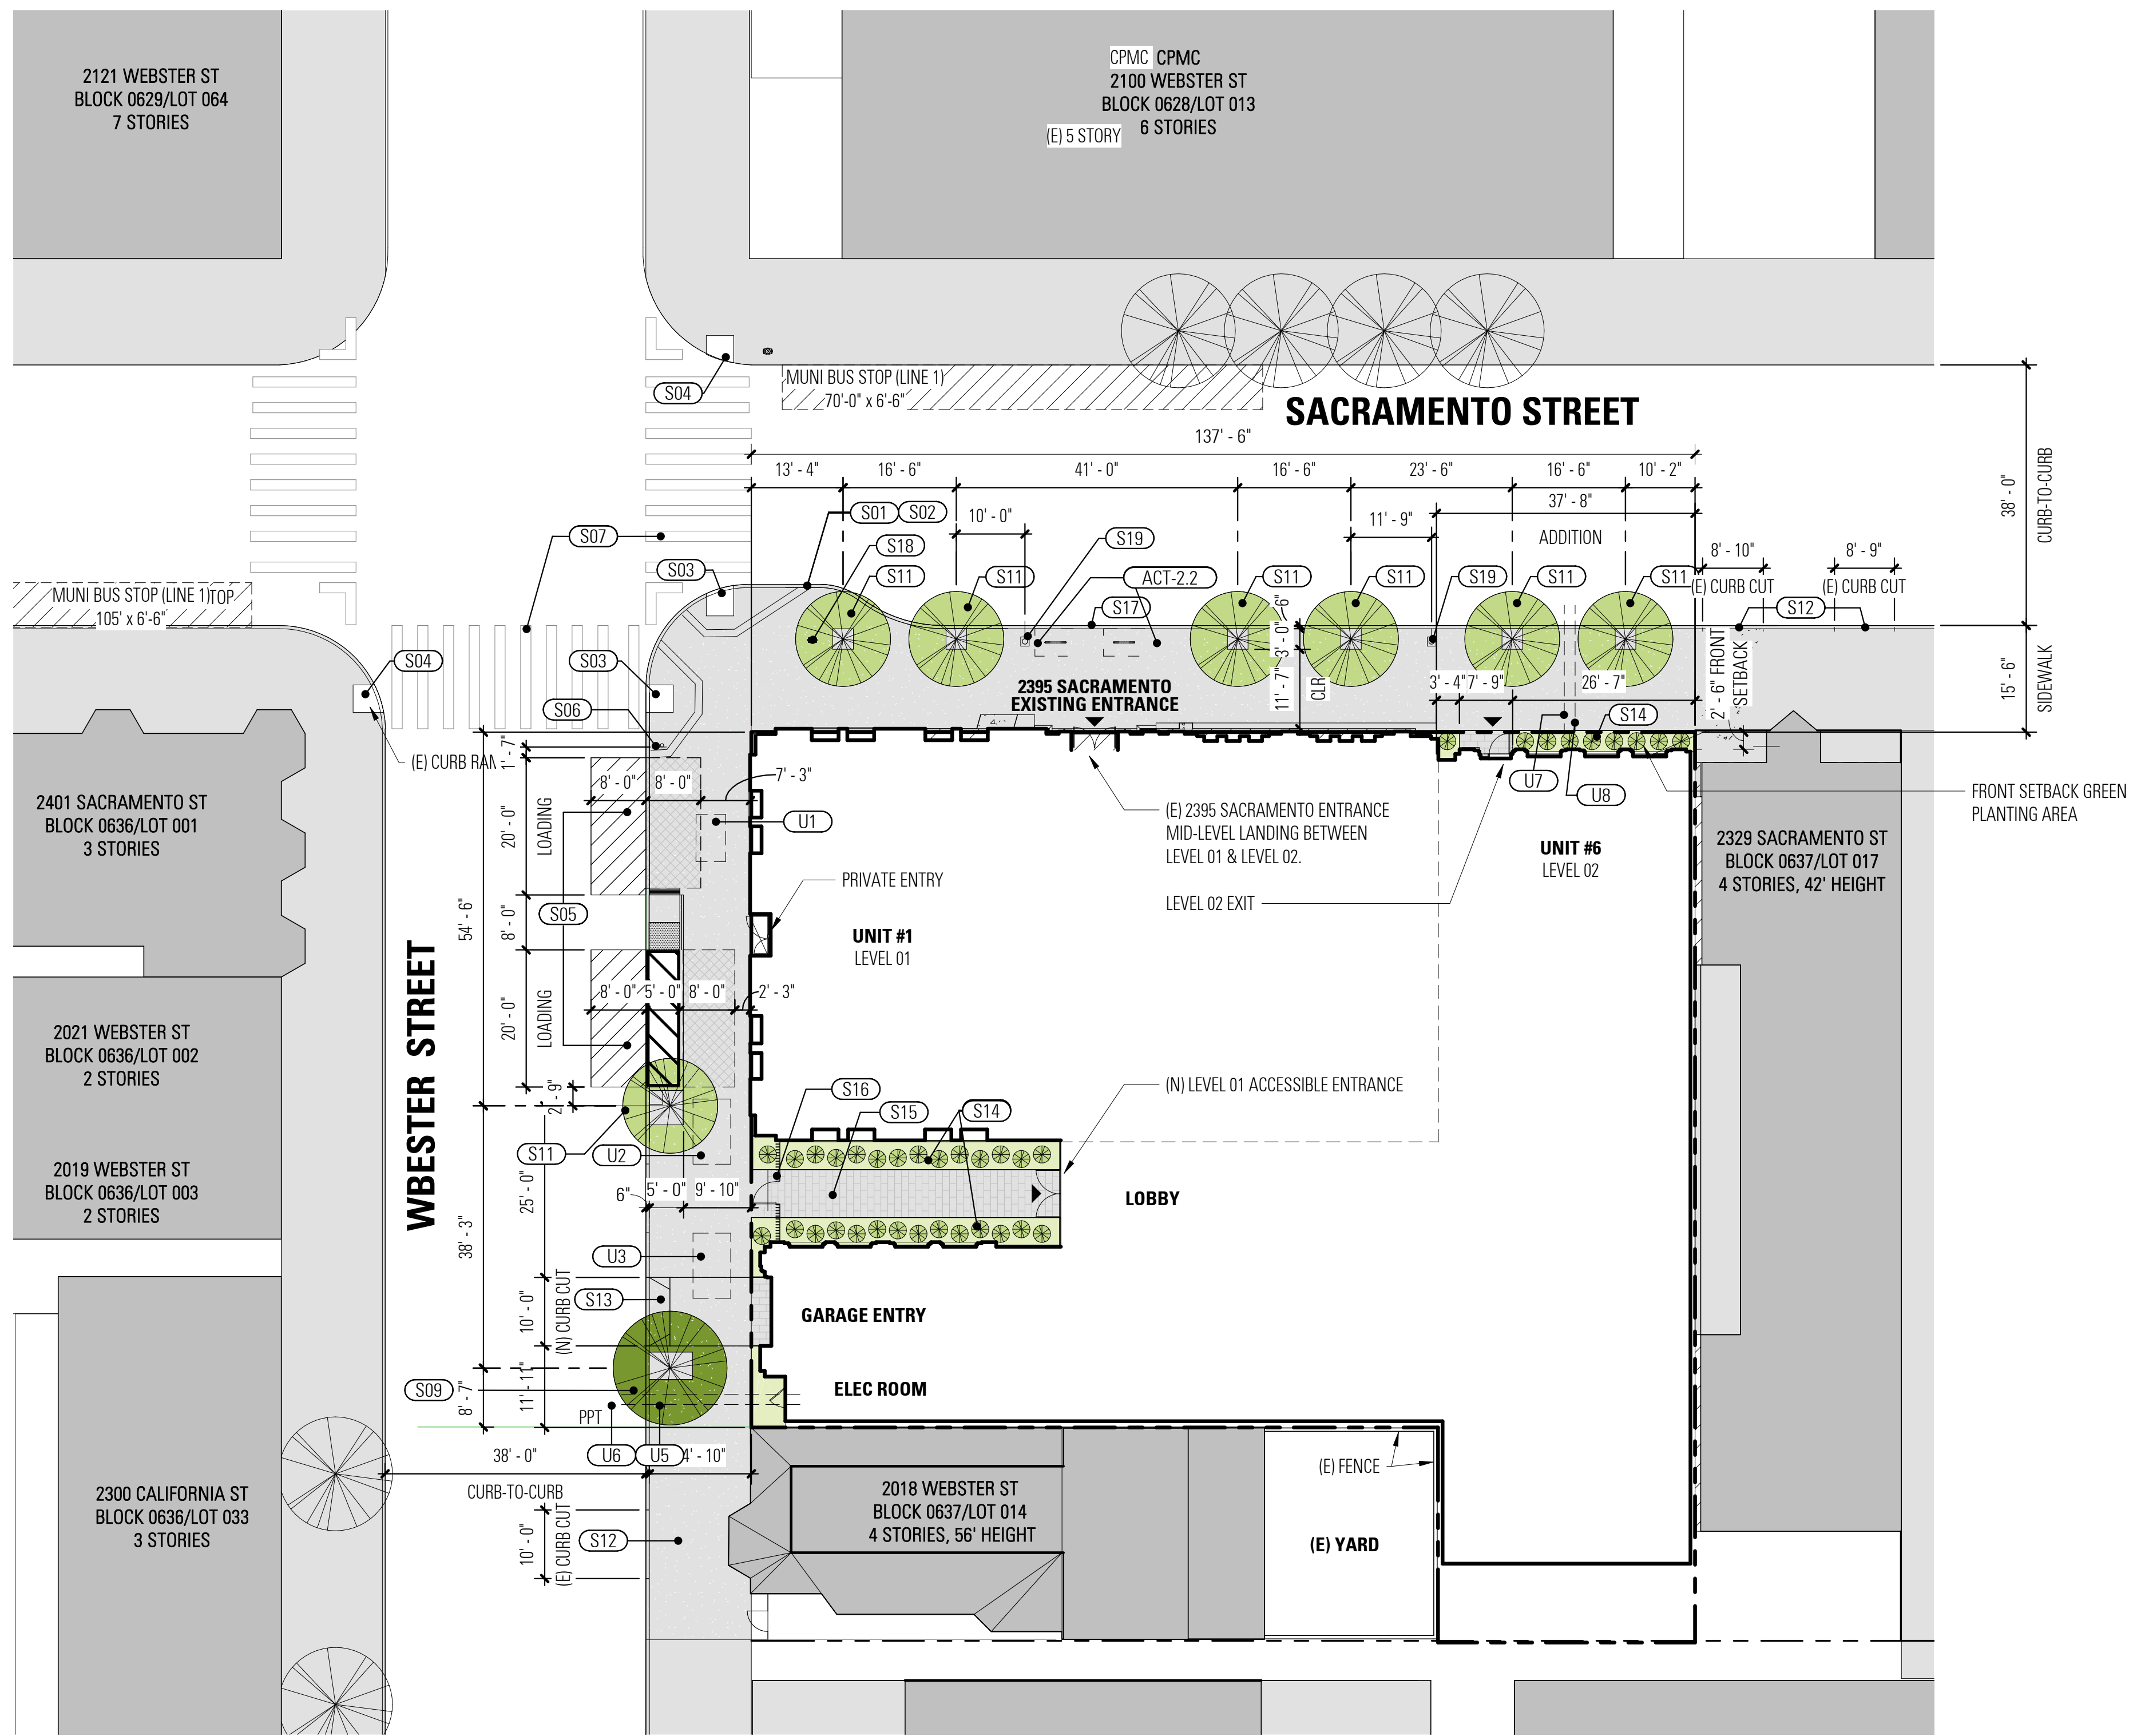 2121 WEBSTER ST
BLOCK 0629/LOT 064
7 STORIES
CPMC CPMC
2100 WEBSTER ST
BLOCK 0628/LOT 013
(E) 5 STORY 6 STORIES
S04
MUNI BUS STOP (LINE 1)
70'-0" x 6'-6"
SACRAMENTO STREET
137' - 6"
13' - 4"
16' - 6"
41' - 0"
16' - 6"
23' - 6"
16' - 6"
10' - 2"
37' - 8"
ADDITION
38' - 0"
CURB-TO-CURB
S01
S02
10' - 0"
11' - 9"
S07
S18
S19
S03
S11
S11
ACT-2.2
S17
S11
S11
S19
S11
S11
8' - 10"
8' - 9"
(E) CURB CUT
(E) CURB CUT
S12
MUNI BUS STOP (LINE 1)TOP
105' x 6'-6"
S04
S03
6"
3' - 0"
11' - 7"
CLR
2395 SACRAMENTO
EXISTING ENTRANCE
3' - 4"
7' - 9"
26' - 7"
2' - 6" FRONT
SETBACK
15' - 6"
SIDEWALK
S06
S14
1' - 7"
(E) CURB RAN
8' - 0"
8' - 0"
7' - 3"
U7
U8
FRONT SETBACK GREEN
PLANTING AREA
2401 SACRAMENTO ST
BLOCK 0636/LOT 001
3 STORIES
20' - 0"
LOADING
U1
(E) 2395 SACRAMENTO ENTRANCE
MID-LEVEL LANDING BETWEEN
LEVEL 01 & LEVEL 02.
UNIT #6
LEVEL 02
2329 SACRAMENTO ST
BLOCK 0637/LOT 017
4 STORIES, 42' HEIGHT
PRIVATE ENTRY
LEVEL 02 EXIT
54' - 6"
8' - 0"
S05
UNIT #1
LEVEL 01
WBESTER STREET
8' - 0"
5' - 0"
8' - 0"
2' - 3"
20' - 0"
LOADING
2021 WEBSTER ST
BLOCK 0636/LOT 002
2 STORIES
2' - 9"
S16
S15
S14
(N) LEVEL 01 ACCESSIBLE ENTRANCE
S11
U2
2019 WEBSTER ST
BLOCK 0636/LOT 003
2 STORIES
25' - 0"
6"
5' - 0"
9' - 10"
LOBBY
38' - 3"
U3
10' - 0"
(N) CURB CUT
S13
GARAGE ENTRY
S09
8' - 7"
11' - 11"
ELEC ROOM
PPT
U6
U5
4' - 10"
38' - 0"
CURB-TO-CURB
(E) FENCE
2300 CALIFORNIA ST
BLOCK 0636/LOT 033
3 STORIES
10' - 0"
(E) CURB CUT
S12
2018 WEBSTER ST
BLOCK 0637/LOT 014
4 STORIES, 56' HEIGHT
(E) YARD